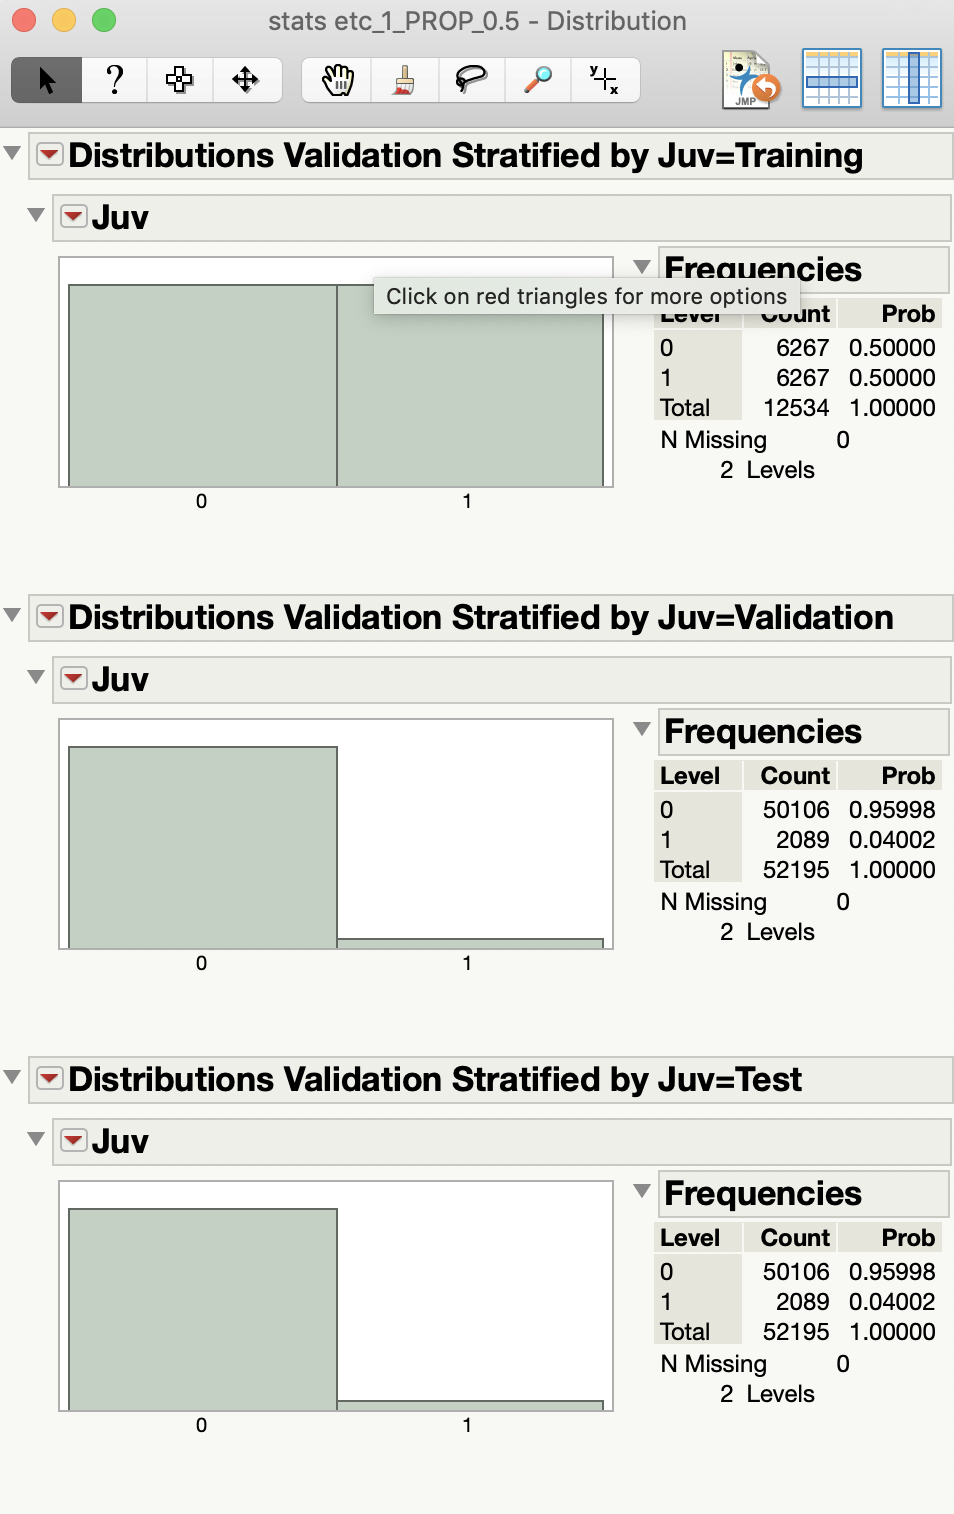 stats etc_1_PROP_0.5 - Distribution
?
y
x
JMP
Distributions Validation Stratified by Juv=Training
Juv
Frequencies
Click on red triangles for more options
Level Count Prob
0 6267 0.50000
1 6267 0.50000
Total 12534 1.00000
N Missing 0
2 Levels
0 1
Distributions Validation Stratified by Juv=Validation
Juv
Frequencies
Level Count Prob
0 50106 0.95998
1 2089 0.04002
Total 52195 1.00000
N Missing 0
2 Levels
0 1
Distributions Validation Stratified by Juv=Test
Juv
Frequencies
Level Count Prob
0 50106 0.95998
1 2089 0.04002
Total 52195 1.00000
N Missing 0
2 Levels
0 1